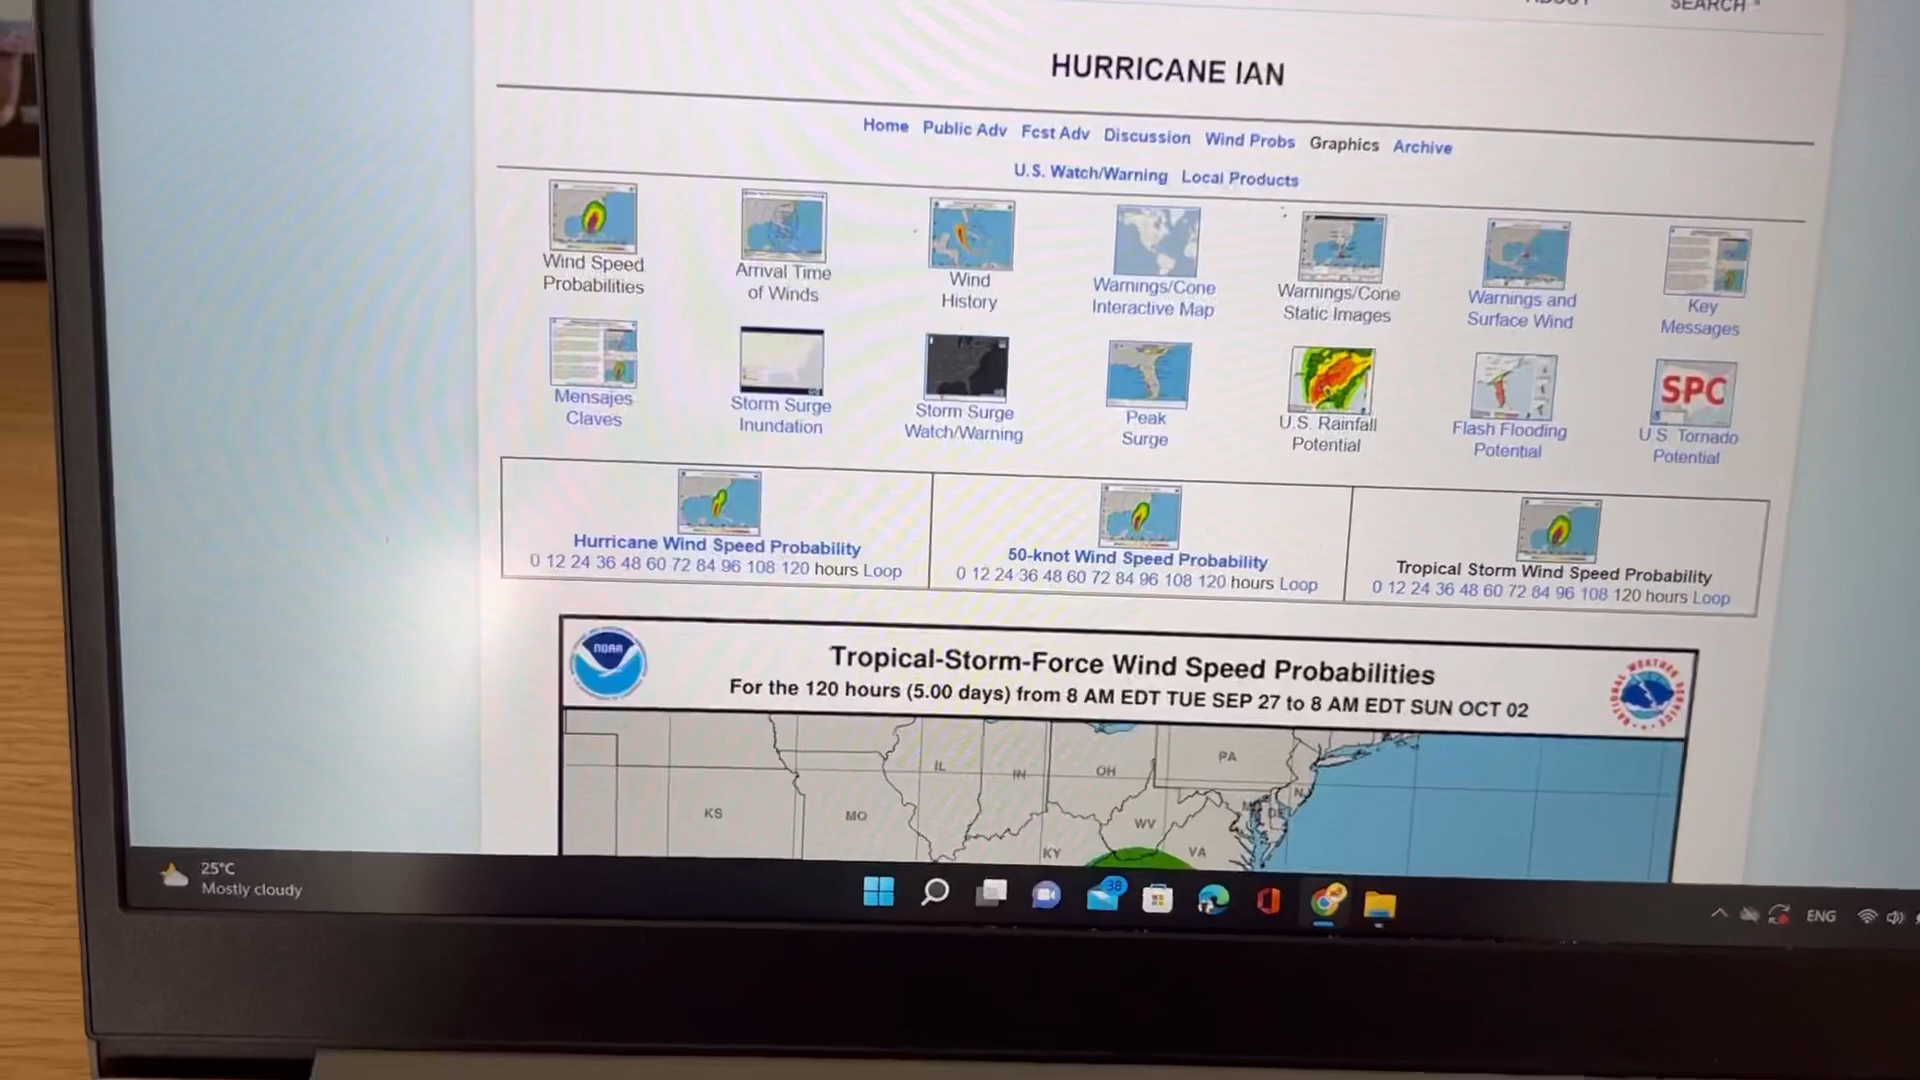 ABOUT SEARCH
HURRICANE IAN
Home Public Adv Fcst Adv Discussion Wind Probs Graphics Archive
U.S. Watch/Warning Local Products
Wind Speed
Probabilities
Arrival Time
of Winds
Wind
History
Warnings/Cone
Interactive Map
Warnings/Cone
Static Images
Warnings and
Surface Wind
Key
Messages
Mensajes
Claves
Storm Surge
Inundation
Storm Surge
Watch/Warning
Peak
Surge
U.S. Rainfall
Potential
Flash Flooding
Potential
SPC
U.S. Tornado
Potential
Hurricane Wind Speed Probability
0 12 24 36 48 60 72 84 96 108 120 hours Loop
50-knot Wind Speed Probability
0 12 24 36 48 60 72 84 96 108 120 hours Loop
Tropical Storm Wind Speed Probability
0 12 24 36 48 60 72 84 96 108 120 hours Loop
NOAA
Tropical-Storm-Force Wind Speed Probabilities
For the 120 hours (5.00 days) from 8 AM EDT TUE SEP 27 to 8 AM EDT SUN OCT 02
NATIONAL WEATHER SERVICE
IL IN OH PA
KS MO WV NJ
DE
KY VA
25°C
Mostly cloudy
38
ENG